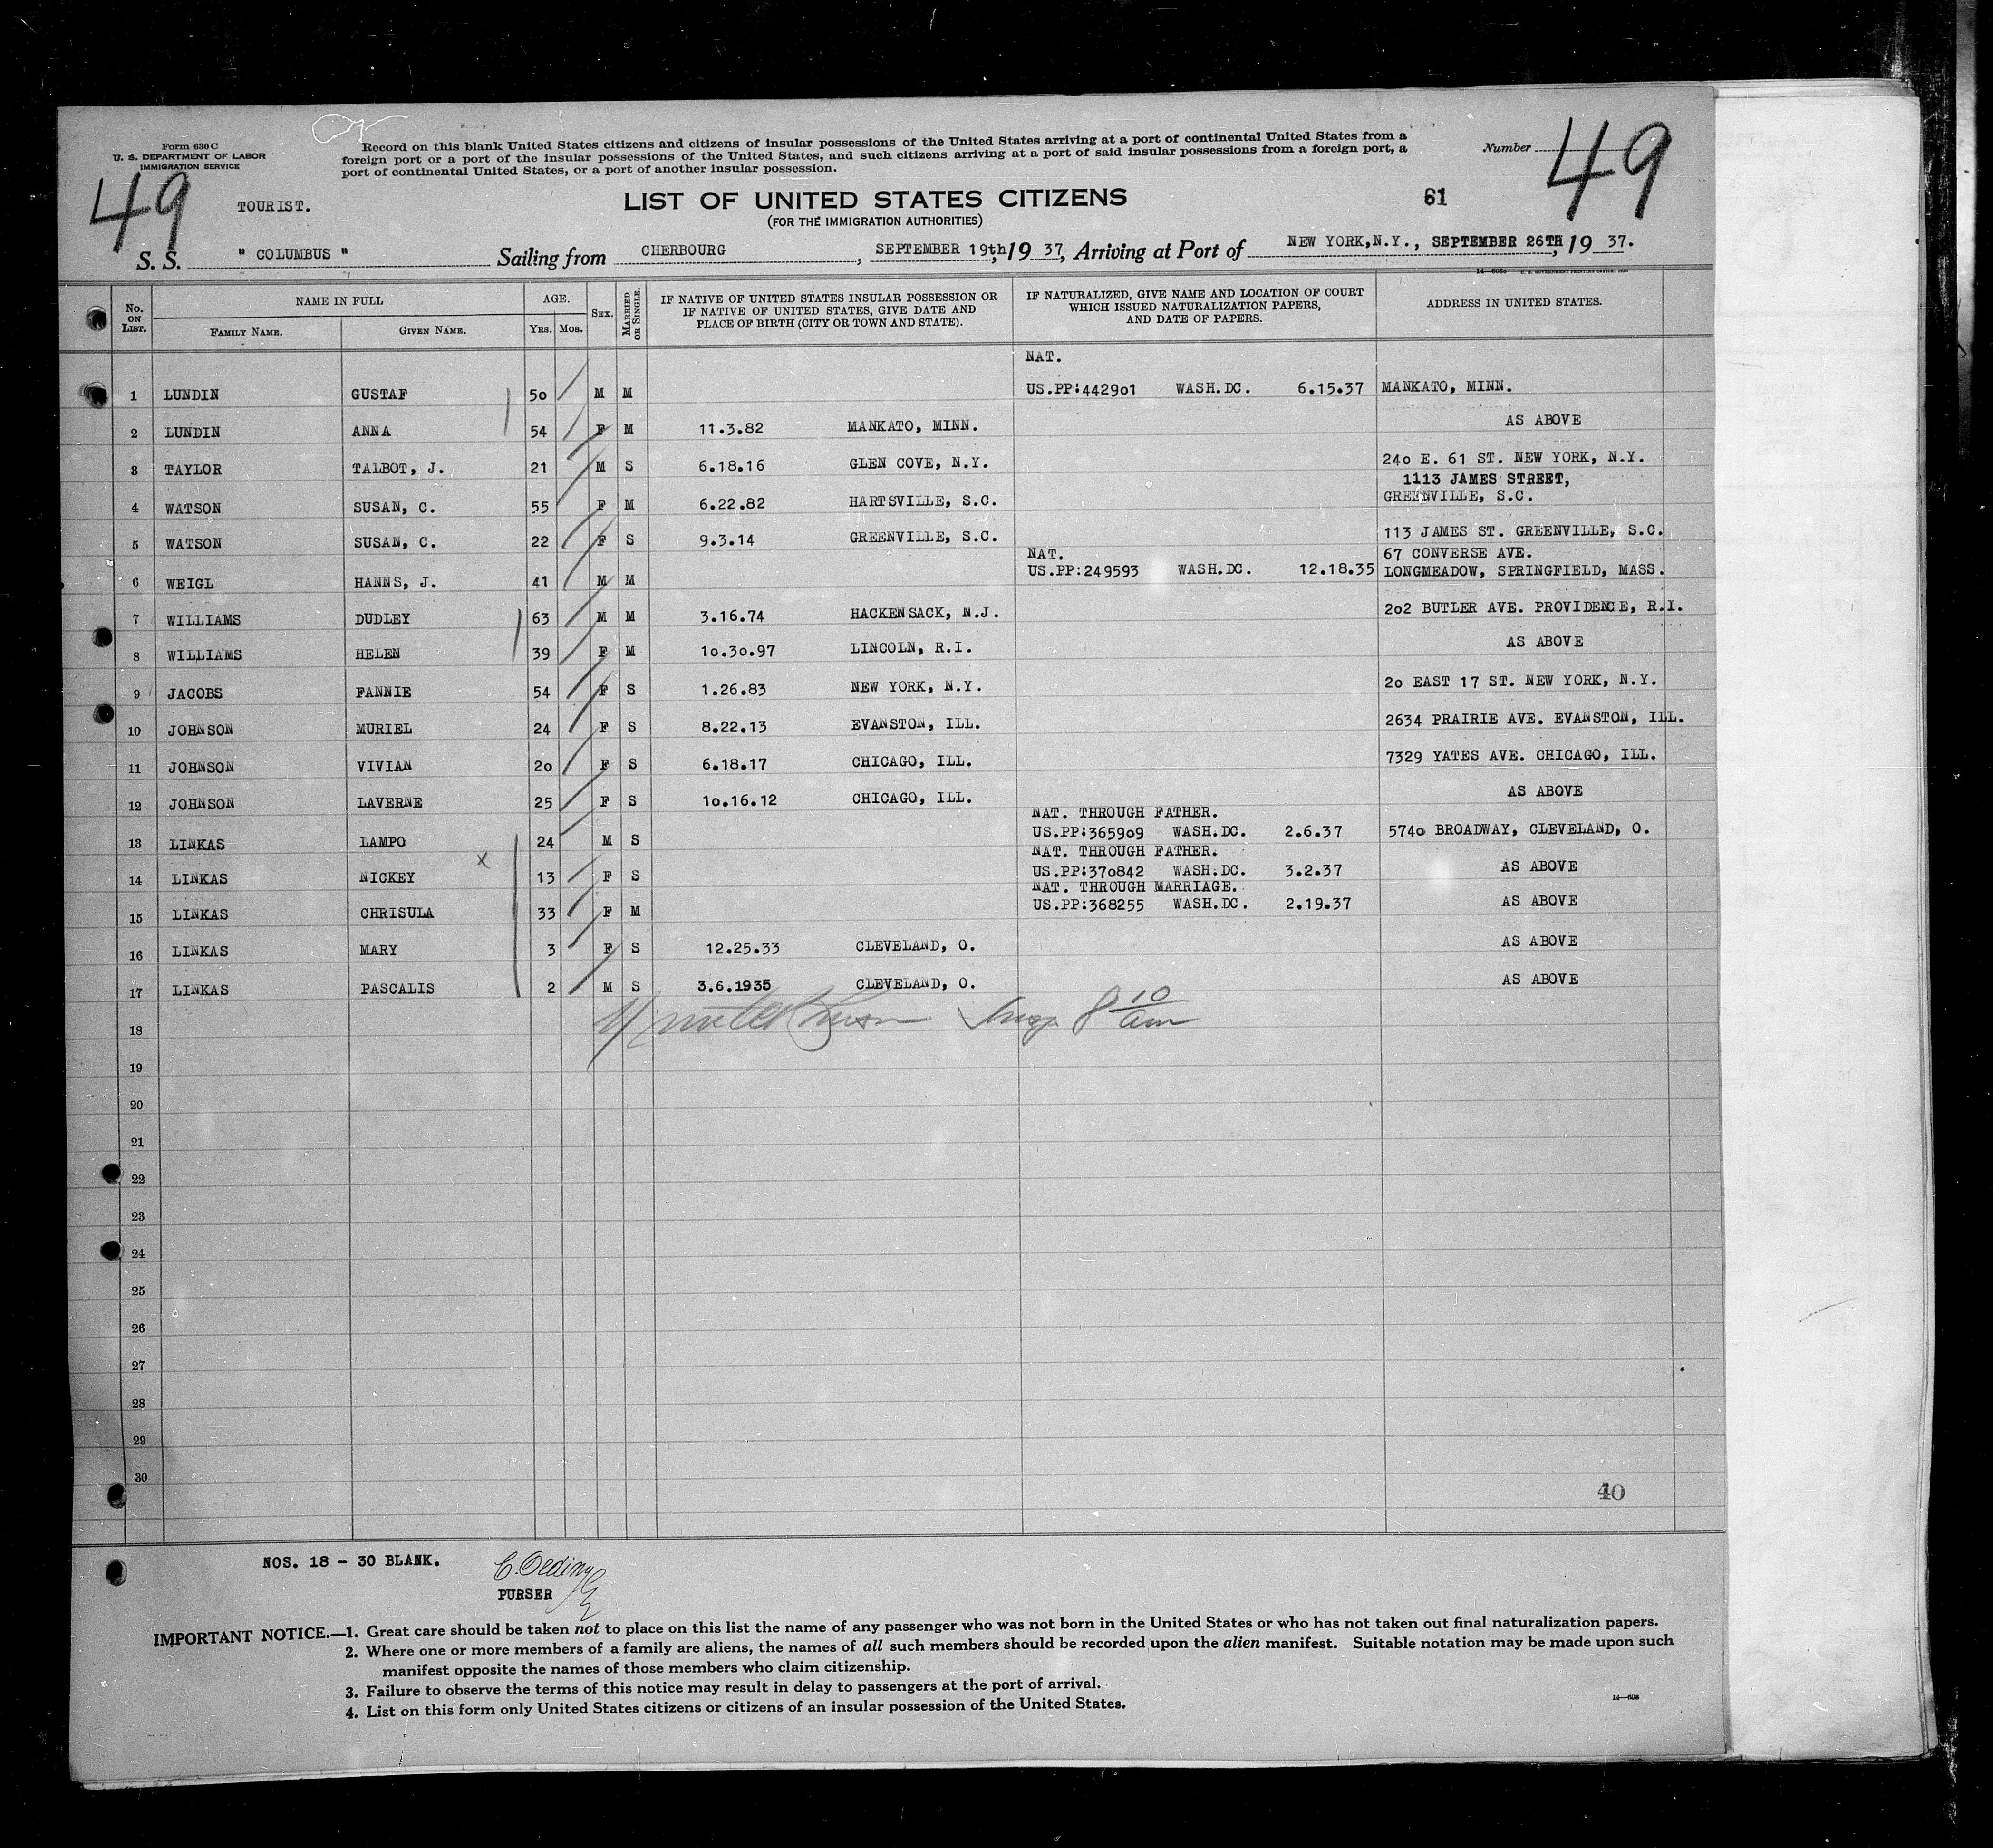 Form 630 C
U. S. DEPARTMENT OF LABOR
IMMIGRATION SERVICE
Record on this blank United States citizens and citizens of insular possessions of the United States arriving at a port of continental United States from a
foreign port or a port of the insular possessions of the United States, and such citizens arriving at a port of said insular possessions from a foreign port, a
port of continental United States, or a port of another insular possession.
Number
49
49
TOURIST.
LIST OF UNITED STATES CITIZENS
61
(FOR THE IMMIGRATION AUTHORITIES)
S. S. " COLUMBUS " Sailing from CHERBOURG, SEPTEMBER 19th, 19 37, Arriving at Port of NEW YORK, N.Y., SEPTEMBER 26TH, 19 37.
No. ON LIST. NAME IN FULL FAMILY NAME. GIVEN NAME. AGE. YRS. MOS. SEX. MARRIED OR SINGLE. IF NATIVE OF UNITED STATES INSULAR POSSESSION OR IF NATIVE OF UNITED STATES, GIVE DATE AND PLACE OF BIRTH (CITY OR TOWN AND STATE). IF NATURALIZED, GIVE NAME AND LOCATION OF COURT WHICH ISSUED NATURALIZATION PAPERS, AND DATE OF PAPERS. ADDRESS IN UNITED STATES.
NAT.
1 LUNDIN GUSTAF 50 M M US.PP:442901 WASH.DC. 6.15.37 MANKATO, MINN.
2 LUNDIN ANNA 54 F M 11.3.82 MANKATO, MINN. AS ABOVE
3 TAYLOR TALBOT, J. 21 M S 6.18.16 GLEN COVE, N.Y. 240 E. 61 ST. NEW YORK, N.Y.
1113 JAMES STREET,
4 WATSON SUSAN, C. 55 F M 6.22.82 HARTSVILLE, S.C. GREENVILLE, S.C.
5 WATSON SUSAN, C. 22 F S 9.3.14 GREENVILLE, S.C. 113 JAMES ST. GREENVILLE, S.C.
NAT. 67 CONVERSE AVE.
6 WEIGL HANNS, J. 41 M M US.PP:249593 WASH.DC. 12.18.35 LONGMEADOW, SPRINGFIELD, MASS.
7 WILLIAMS DUDLEY 63 M M 3.16.74 HACKENSACK, N.J. 202 BUTLER AVE. PROVIDENCE, R.I.
8 WILLIAMS HELEN 39 F M 10.30.97 LINCOLN, R.I. AS ABOVE
9 JACOBS FANNIE 54 F S 1.26.83 NEW YORK, N.Y. 20 EAST 17 ST. NEW YORK, N.Y.
10 JOHNSON MURIEL 24 F S 8.22.13 EVANSTON, ILL. 2634 PRAIRIE AVE. EVANSTON, ILL.
11 JOHNSON VIVIAN 20 F S 6.18.17 CHICAGO, ILL. 7329 YATES AVE. CHICAGO, ILL.
12 JOHNSON LAVERNE 25 F S 10.16.12 CHICAGO, ILL. AS ABOVE
NAT. THROUGH FATHER.
13 LINKAS LAMPO 24 M S US.PP:365909 WASH.DC. 2.6.37 5740 BROADWAY, CLEVELAND, O.
NAT. THROUGH FATHER.
14 LINKAS NICKEY x 13 F S US.PP:370842 WASH.DC. 3.2.37 AS ABOVE
NAT. THROUGH MARRIAGE.
15 LINKAS CHRISULA 33 F M US.PP:368255 WASH.DC. 2.19.37 AS ABOVE
16 LINKAS MARY 3 F S 12.25.33 CLEVELAND, O. AS ABOVE
17 LINKAS PASCALIS 2 M S 3.6.1935 CLEVELAND, O. AS ABOVE
18 8 10 am
19
20
21
22
23
24
25
26
27
28
29
30
40
NOS. 18 - 30 BLANK.
C. Oeding
PURSER
IMPORTANT NOTICE.—1. Great care should be taken not to place on this list the name of any passenger who was not born in the United States or who has not taken out final naturalization papers.
2. Where one or more members of a family are aliens, the names of all such members should be recorded upon the alien manifest. Suitable notation may be made upon such
manifest opposite the names of those members who claim citizenship.
3. Failure to observe the terms of this notice may result in delay to passengers at the port of arrival.
4. List on this form only United States citizens or citizens of an insular possession of the United States.